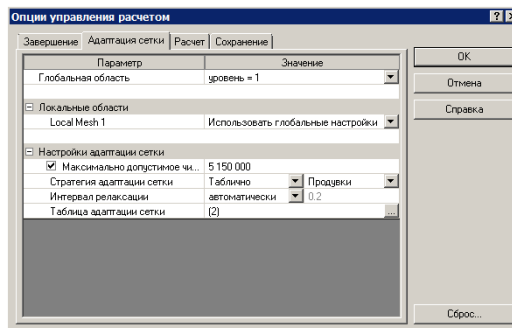 Опции управления расчетом
Завершение Адаптация сетки Расчет Сохранение
Параметр Значение
Глобальная область уровень = 1
Локальные области
Local Mesh 1 Использовать глобальные настройки
Настройки адаптации сетки
Максимально допустимое чи... 5 150 000
Стратегия адаптации сетки Таблично Продувки
Интервал релаксации автоматически 0.2
Таблица адаптации сетки (2) ...
OK
Отмена
Справка
Сброс...